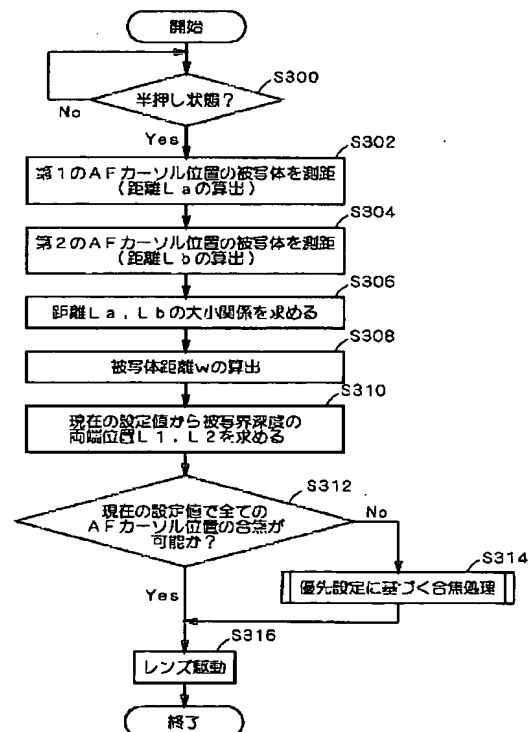 開始
S300
半押し状態?
No
Yes
S302
第1のAFカーソル位置の被写体を測距
(距離Laの算出)
S304
第2のAFカーソル位置の被写体を測距
(距離Lbの算出)
S306
距離La,Lbの大小関係を求める
S308
被写体距離wの算出
S310
現在の設定値から被写界深度の
両端位置L1,L2を求める
S312
現在の設定値で全ての
AFカーソル位置の合焦が
可能か?
No
S314
優先設定に基づく合焦処理
Yes
S316
レンズ駆動
終了